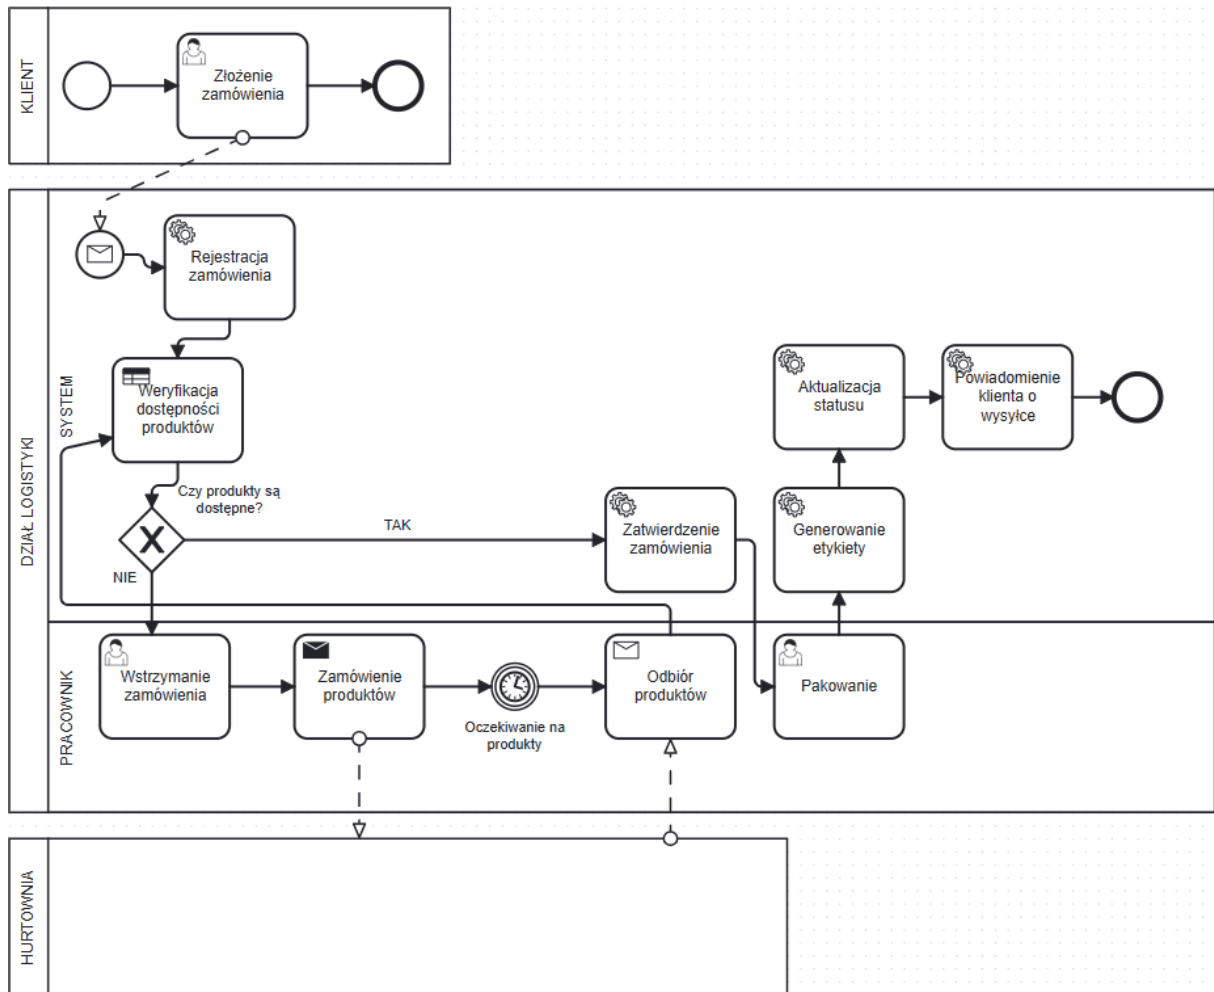 KLIENT
Złożenie
zamówienia
DZIAŁ LOGISTYKI
SYSTEM
Rejestracja
zamówienia
Weryfikacja
dostępności
produktów
Czy produkty są
dostępne?
TAK
NIE
Zatwierdzenie
zamówienia
Generowanie
etykiety
Aktualizacja
statusu
Powiadomienie
klienta o
wysyłce
PRACOWNIK
Wstrzymanie
zamówienia
Zamówienie
produktów
Oczekiwanie na
produkty
Odbiór
produktów
Pakowanie
HURTOWNIA